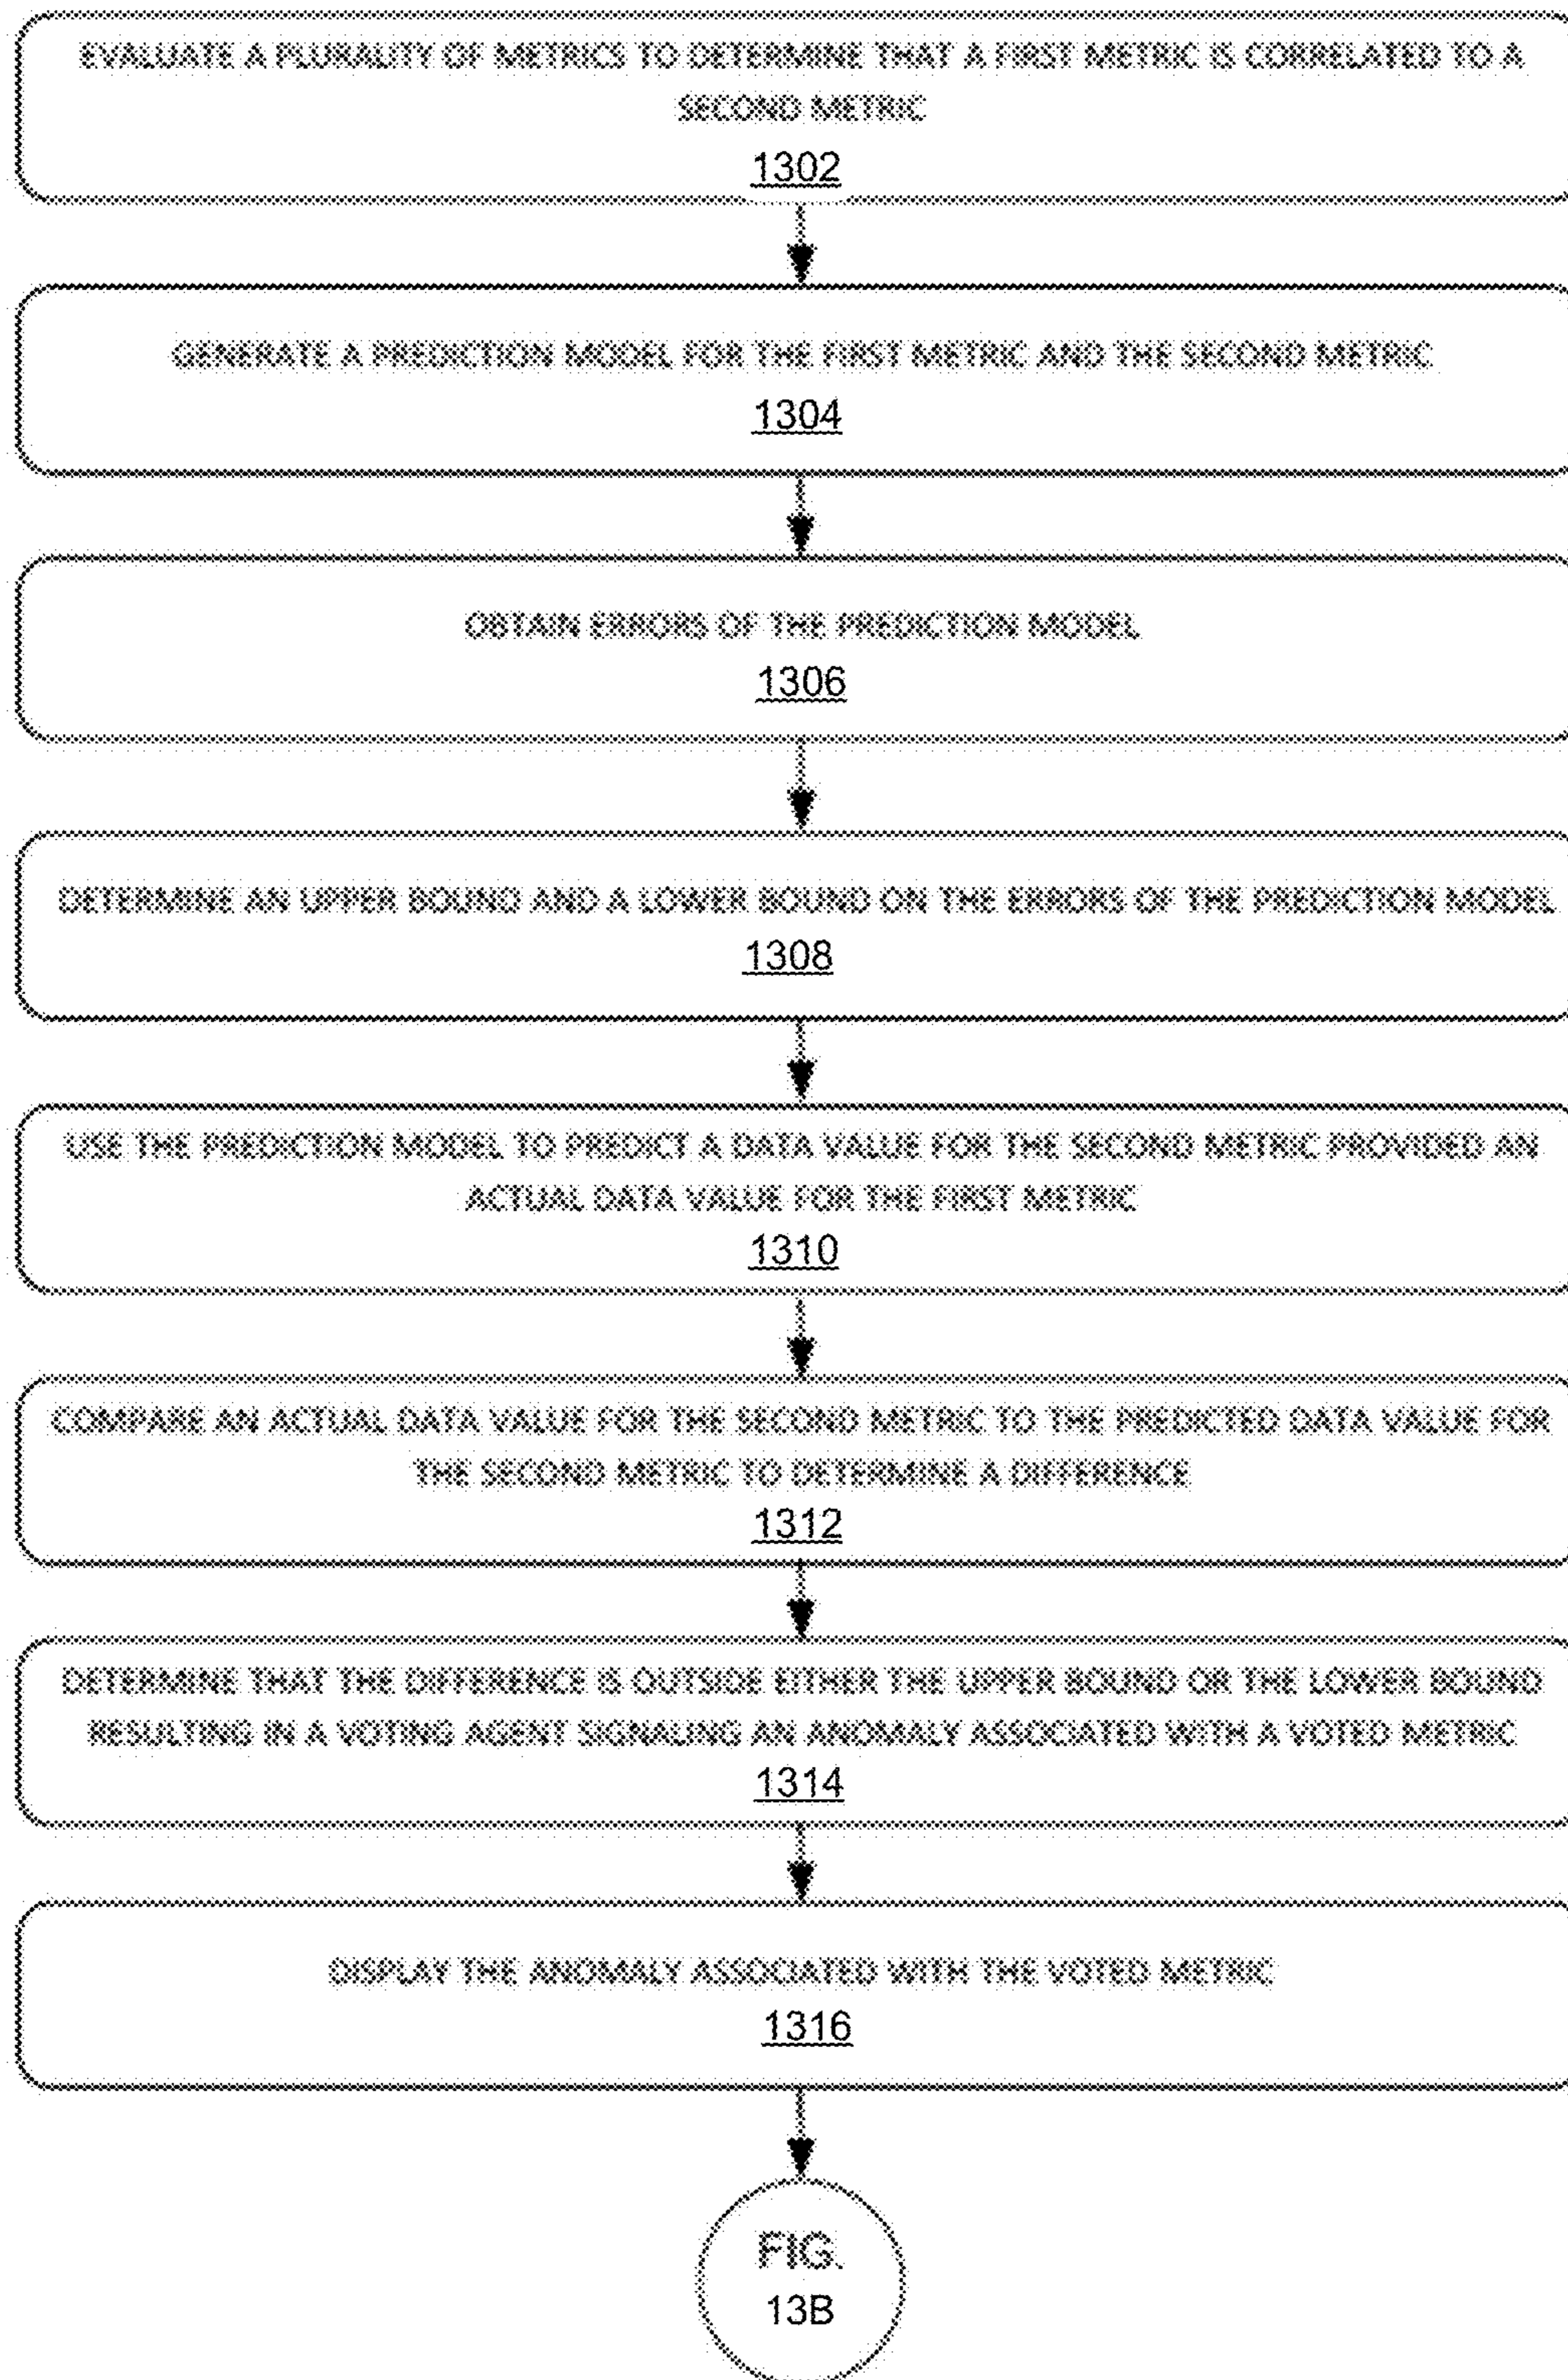 EVALUATE A PLURALITY OF METRICS TO DETERMINE THAT A FIRST METRIC IS CORRELATED TO A
SECOND METRIC
1302
GENERATE A PREDICTION MODEL FOR THE FIRST METRIC AND THE SECOND METRIC
1304
OBTAIN ERRORS OF THE PREDICTION MODEL
1306
DETERMINE AN UPPER BOUND AND A LOWER BOUND ON THE ERRORS OF THE PREDICTION MODEL
1308
USE THE PREDICTION MODEL TO PREDICT A DATA VALUE FOR THE SECOND METRIC PROVIDED AN
ACTUAL DATA VALUE FOR THE FIRST METRIC
1310
COMPARE AN ACTUAL DATA VALUE FOR THE SECOND METRIC TO THE PREDICTED DATA VALUE FOR
THE SECOND METRIC TO DETERMINE A DIFFERENCE
1312
DETERMINE THAT THE DIFFERENCE IS OUTSIDE EITHER THE UPPER BOUND OR THE LOWER BOUND
RESULTING IN A VOTING AGENT SIGNALING AN ANOMALY ASSOCIATED WITH A VOTED METRIC
1314
DISPLAY THE ANOMALY ASSOCIATED WITH THE VOTED METRIC
1316
FIG.
13B